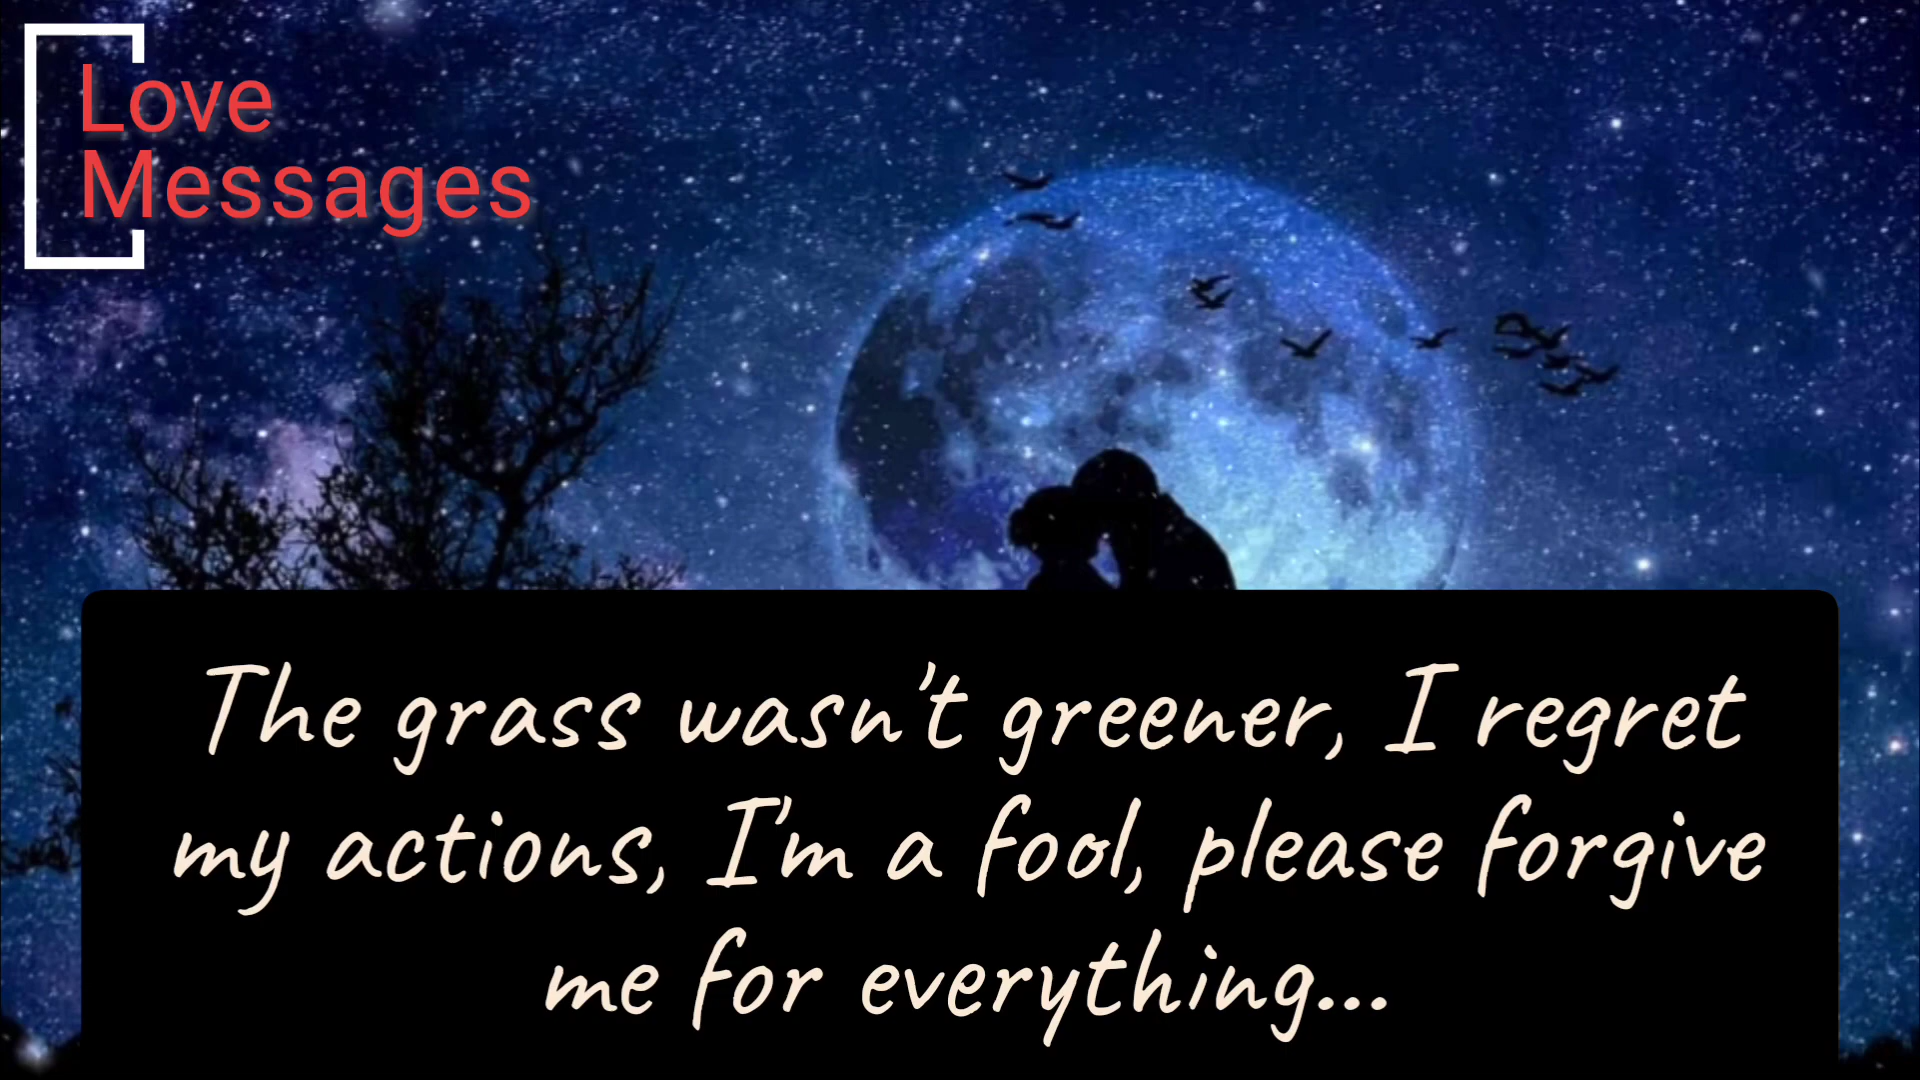 Love
Messages
The grass wasn't greener, I regret
my actions, I'm a fool, please forgive
me for everything...